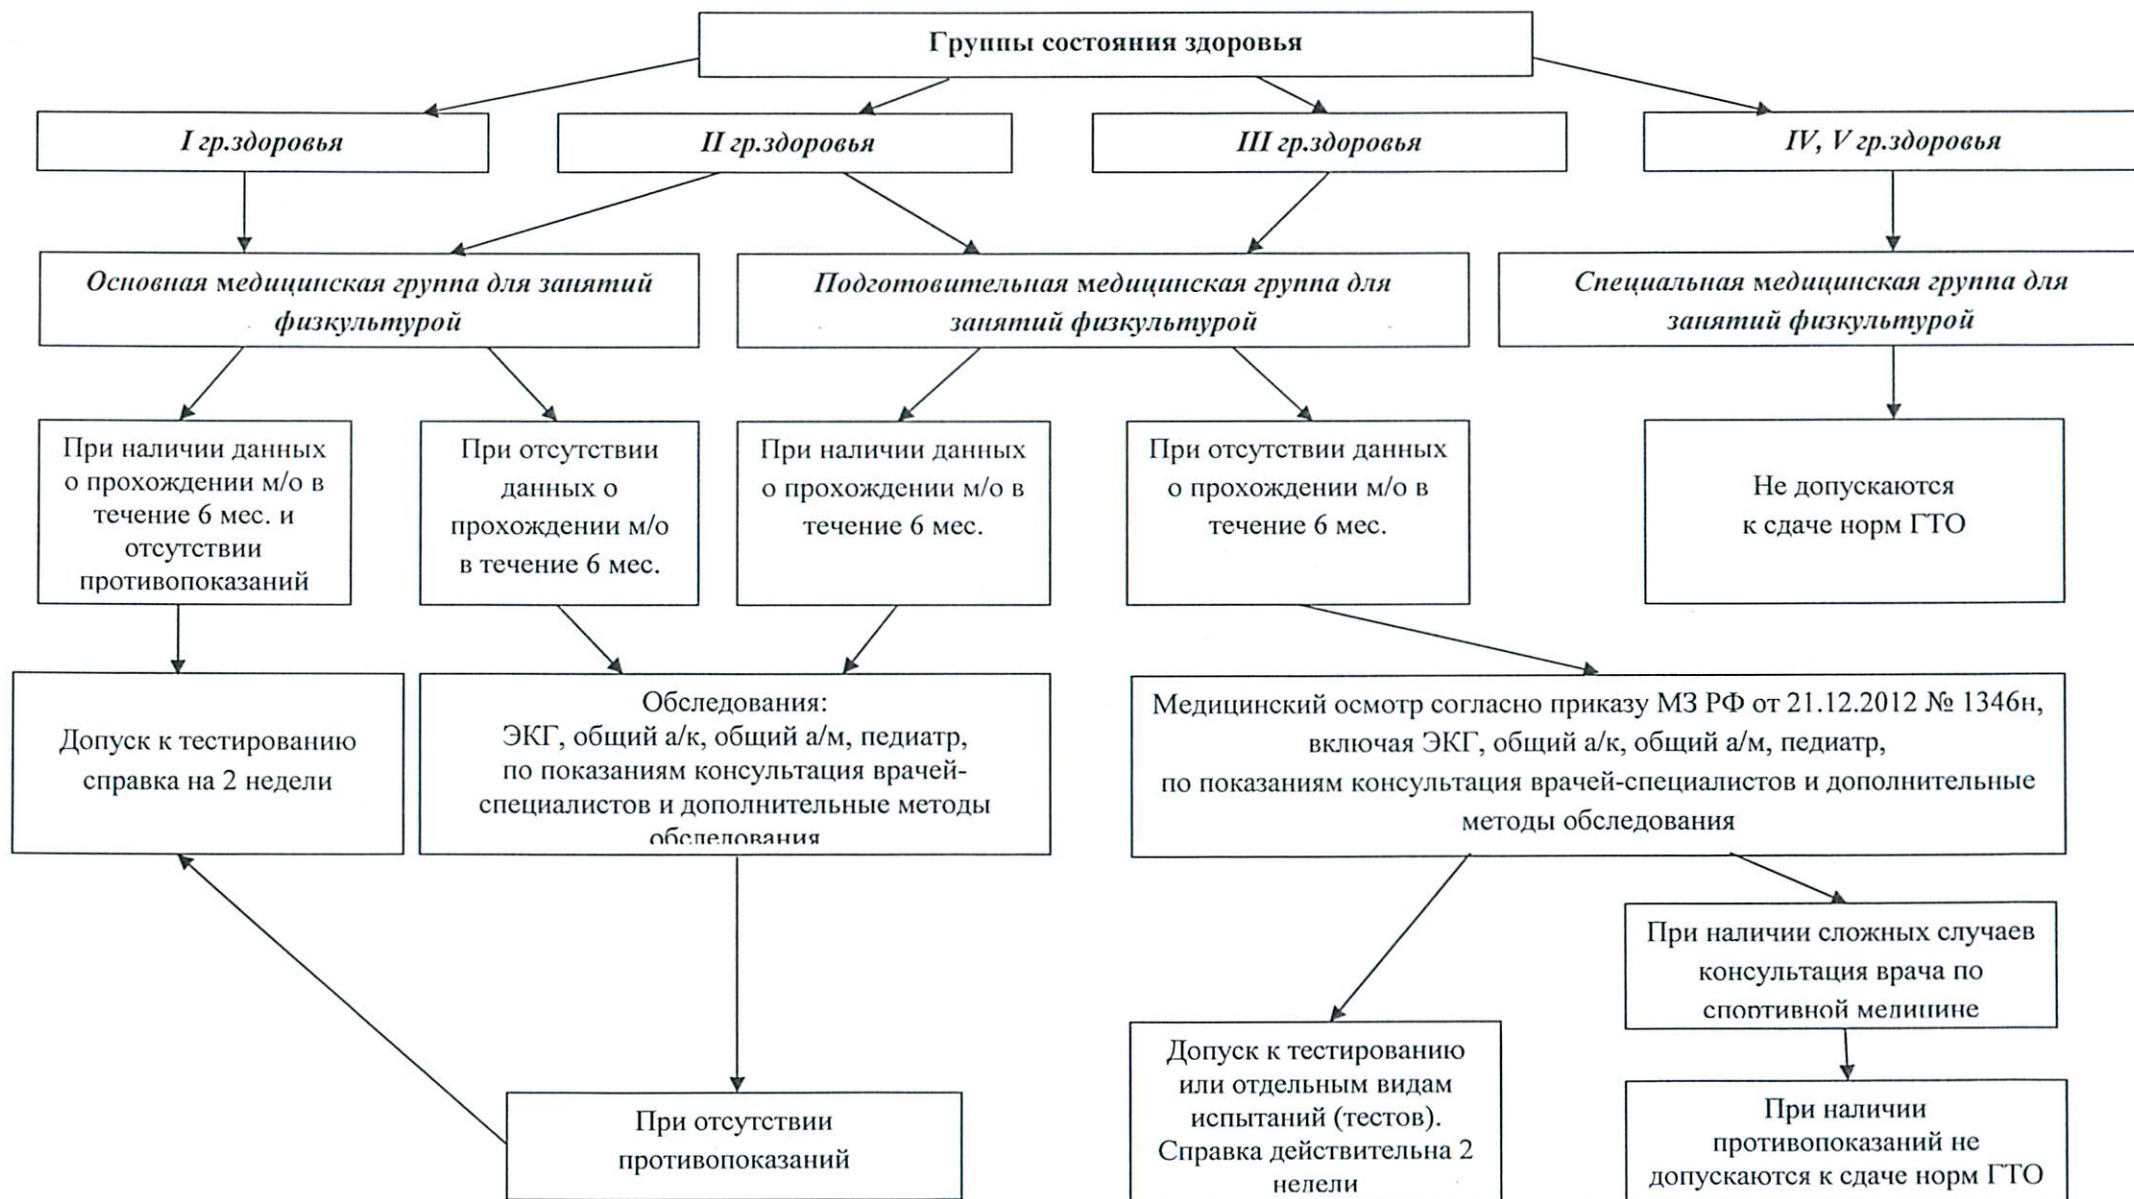 Группы состояния здоровья
I гр.здоровья
II гр.здоровья
III гр.здоровья
IV, V гр.здоровья
Основная медицинская группа для занятий
физкультурой
Подготовительная медицинская группа для
занятий физкультурой
Специальная медицинская группа для
занятий физкультурой
При наличии данных
о прохождении м/о в
течение 6 мес. и
отсутствии
противопоказаний
При отсутствии
данных о
прохождении м/о
в течение 6 мес.
При наличии данных
о прохождении м/о в
течение 6 мес.
При отсутствии данных
о прохождении м/о в
течение 6 мес.
Не допускаются
к сдаче норм ГТО
Допуск к тестированию
справка на 2 недели
Обследования:
ЭКГ, общий а/к, общий а/м, педиатр,
по показаниям консультация врачей-
специалистов и дополнительные методы
обследования
Медицинский осмотр согласно приказу МЗ РФ от 21.12.2012 № 1346н,
включая ЭКГ, общий а/к, общий а/м, педиатр,
по показаниям консультация врачей-специалистов и дополнительные
методы обследования
При наличии сложных случаев
консультация врача по
спортивной медицине
При отсутствии
противопоказаний
Допуск к тестированию
или отдельным видам
испытаний (тестов).
Справка действительна 2
недели
При наличии
противопоказаний не
допускаются к сдаче норм ГТО